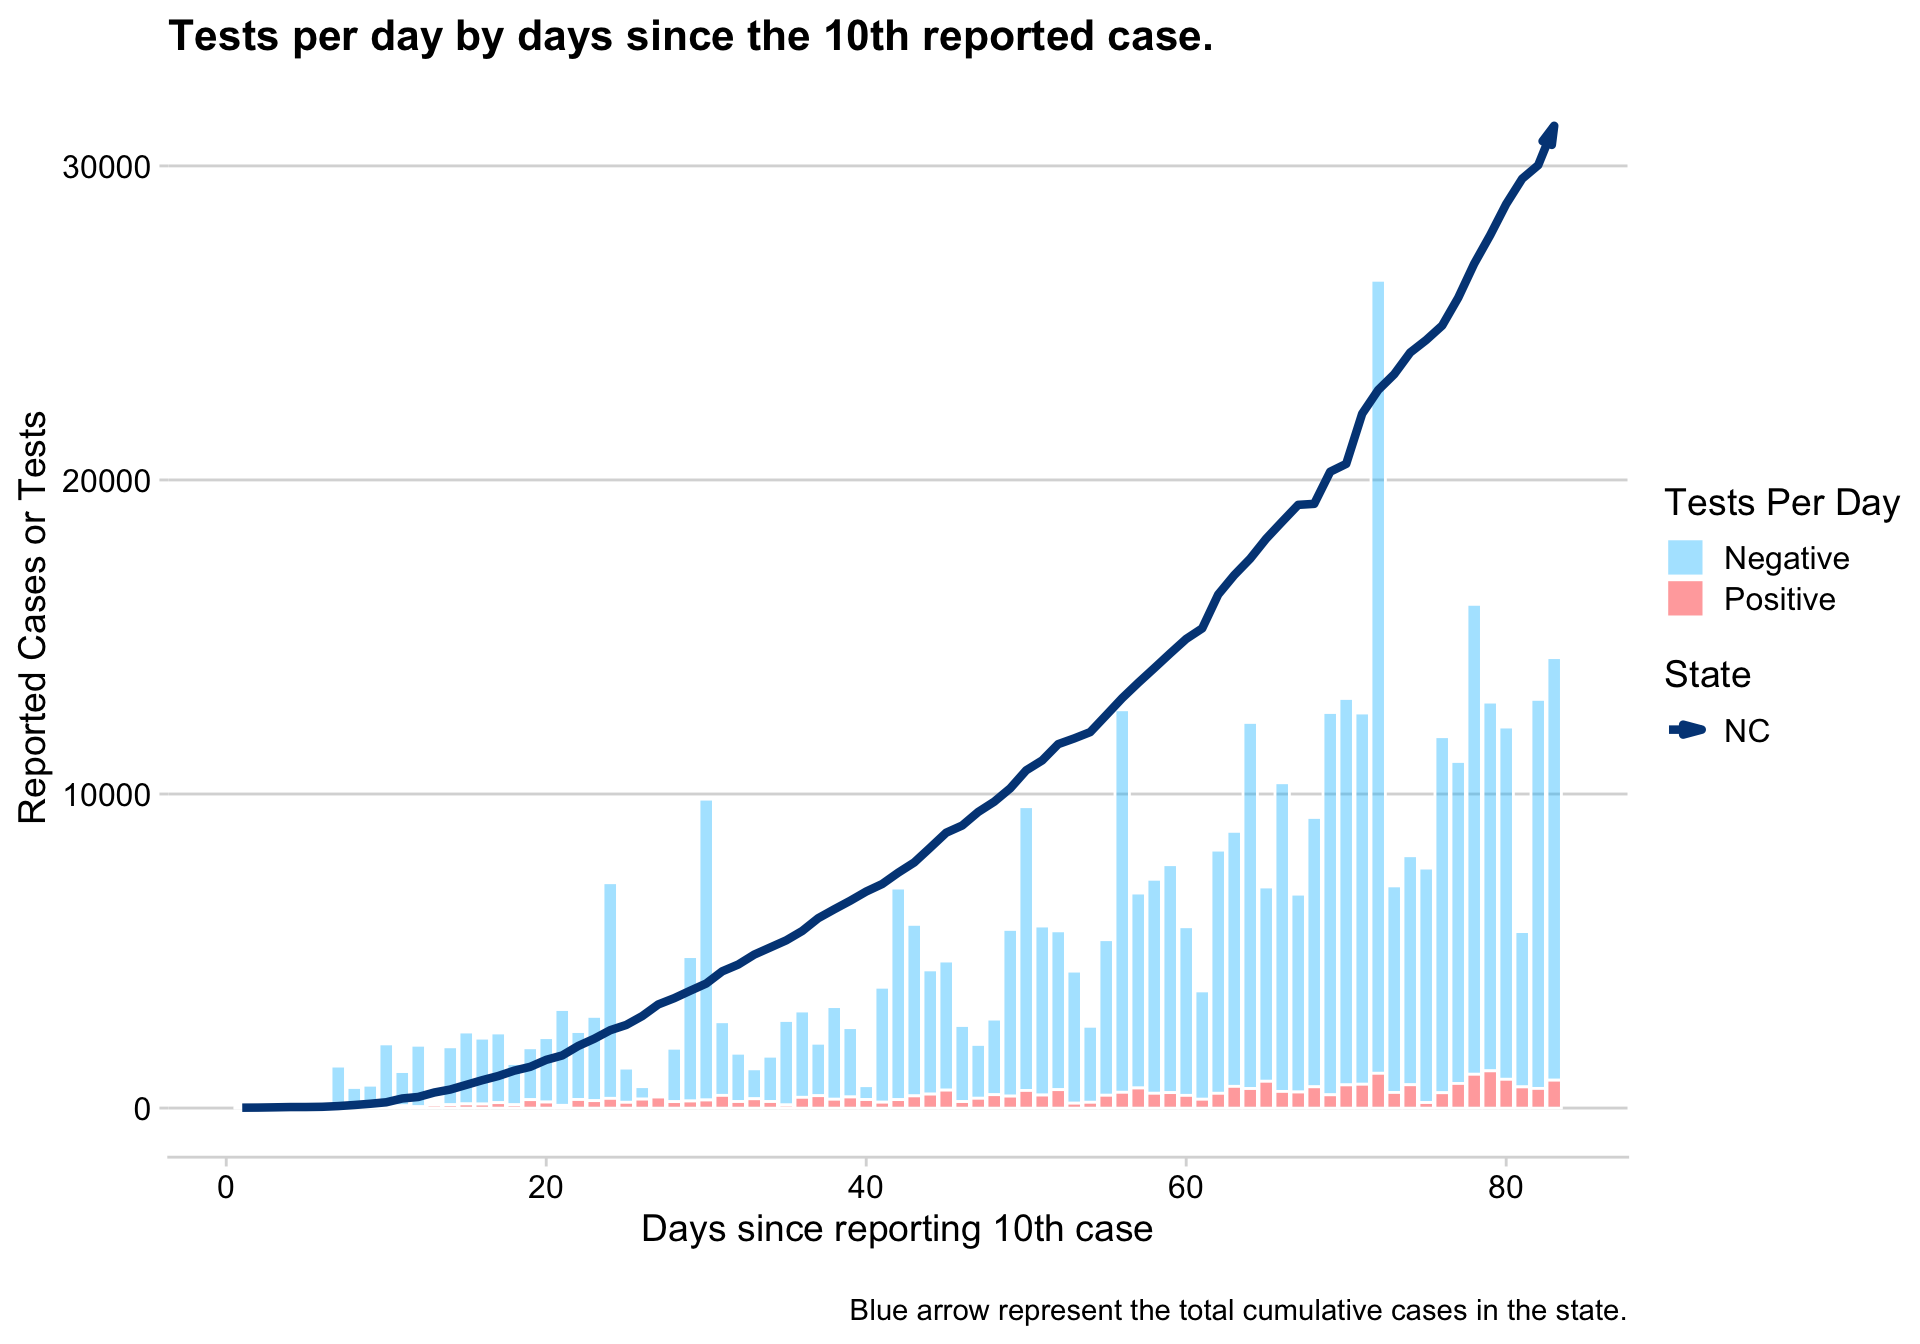 Tests per day by days since the 10th reported case.
30000
20000
10000
0
Reported Cases or Tests
0 20 40 60 80
Days since reporting 10th case
Tests Per Day
Negative
Positive
State
NC
Blue arrow represent the total cumulative cases in the state.